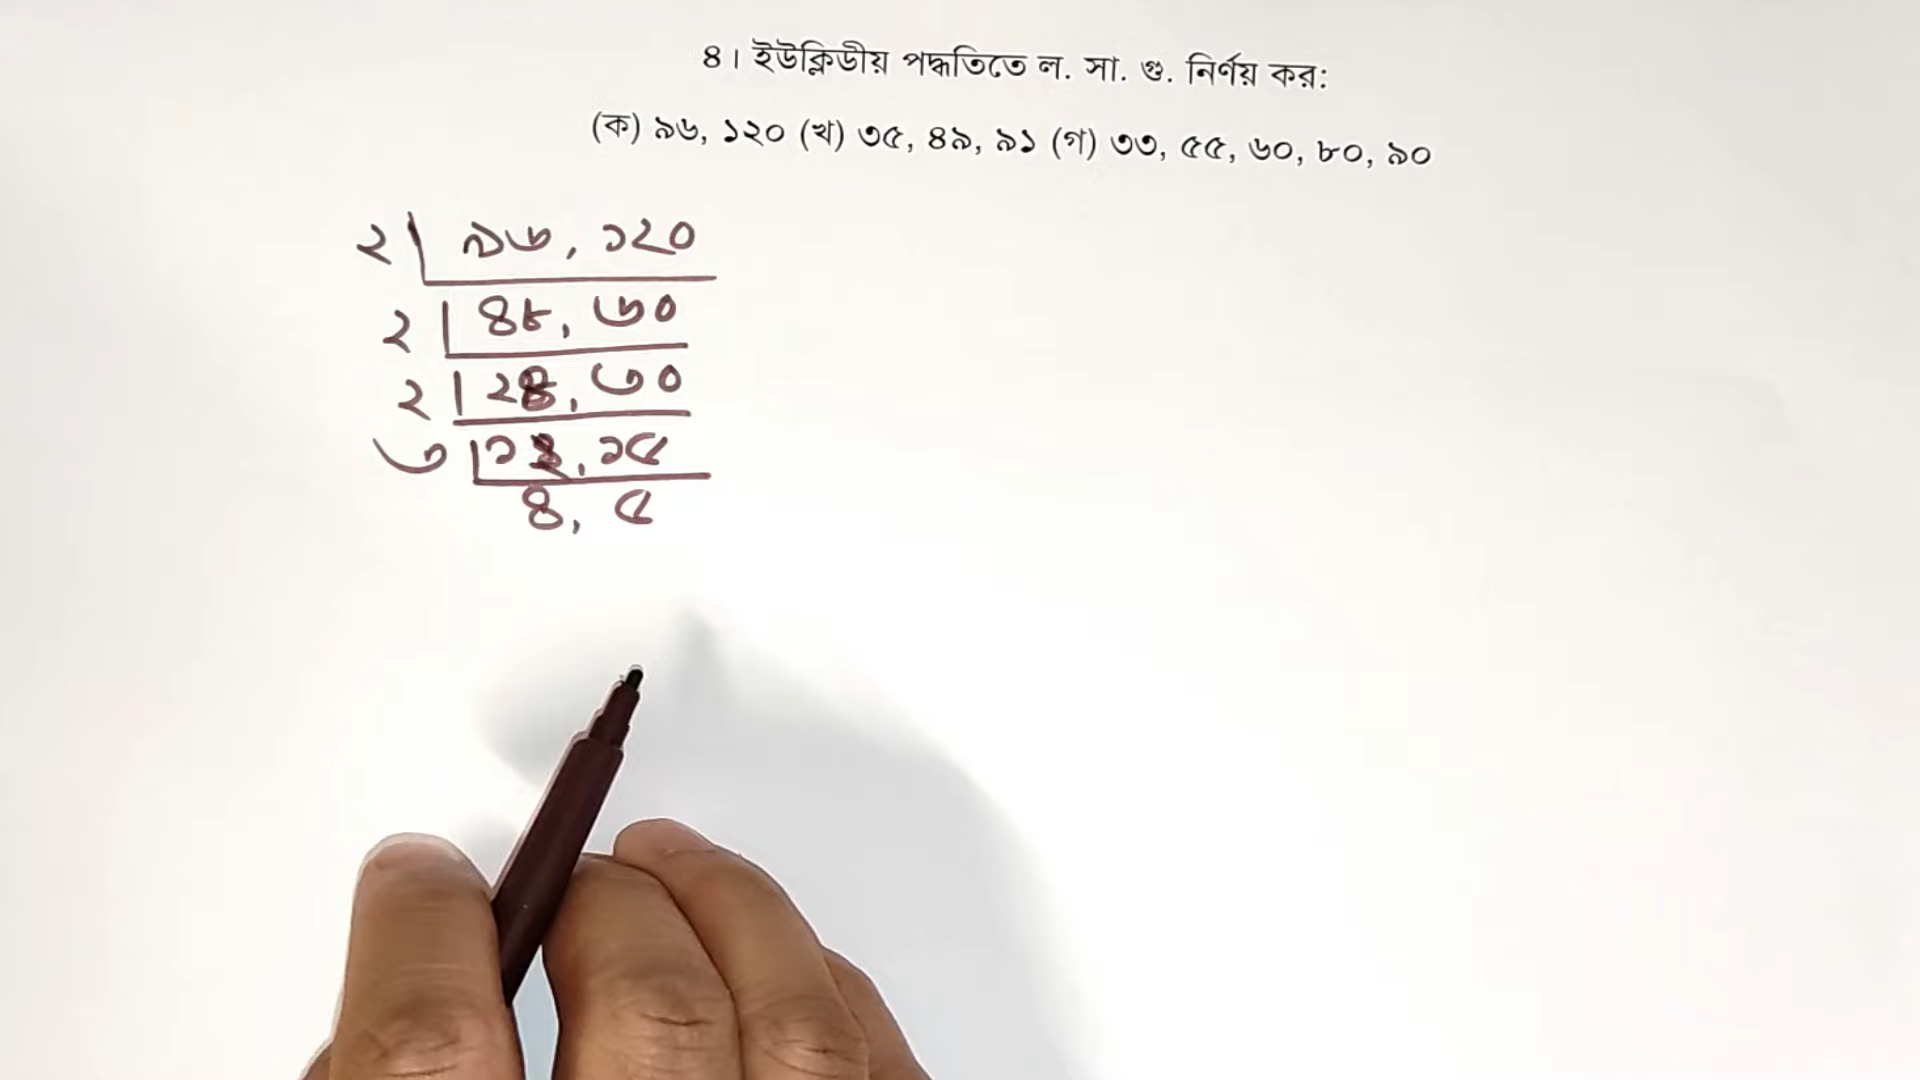 ৪। ইউক্লিডীয় পদ্ধতিতে ল. সা. গু. নির্ণয় কর:
(ক) ৯৬, ১২০ (খ) ৩৫, ৪৯, ৯১ (গ) ৩৩, ৫৫, ৬০, ৮০, ৯০
২ | ৯৬, ১২০
২ | ৪৮, ৬০
২ | ২৪, ৩০
৩ | ১২, ১৫
৪, ৫